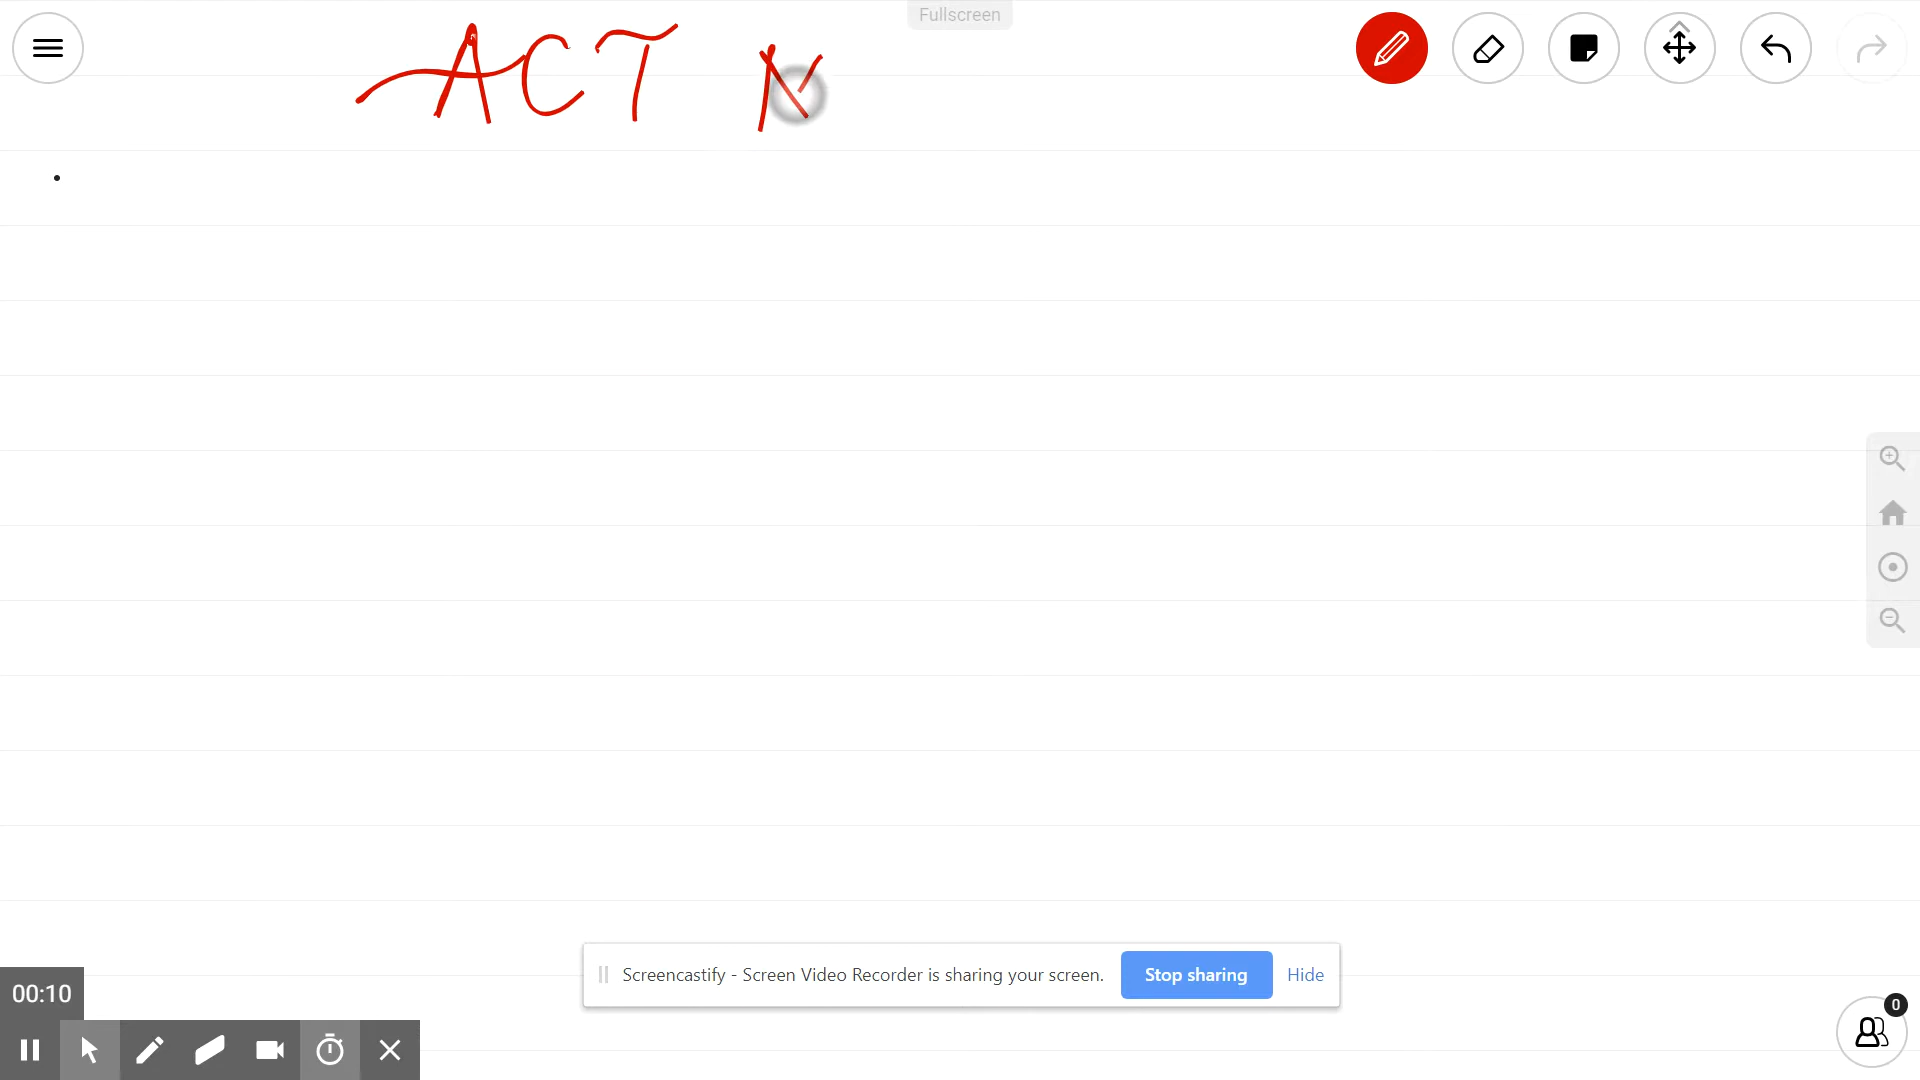 Fullscreen
ACT
00:10
Screencastify - Screen Video Recorder is sharing your screen. Stop sharing Hide
0